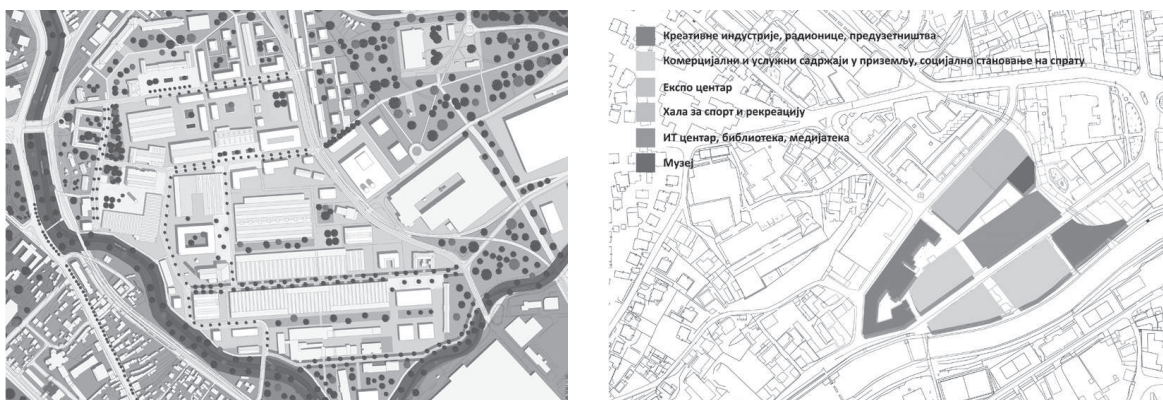 Креативне индустрије, радионице, предузетништва
Комерцијални и услужни садржаји у приземљу, социјално становање на спрату
Експо центар
Хала за спорт и рекреацију
ИТ центар, библиотека, медијатека
Музеј